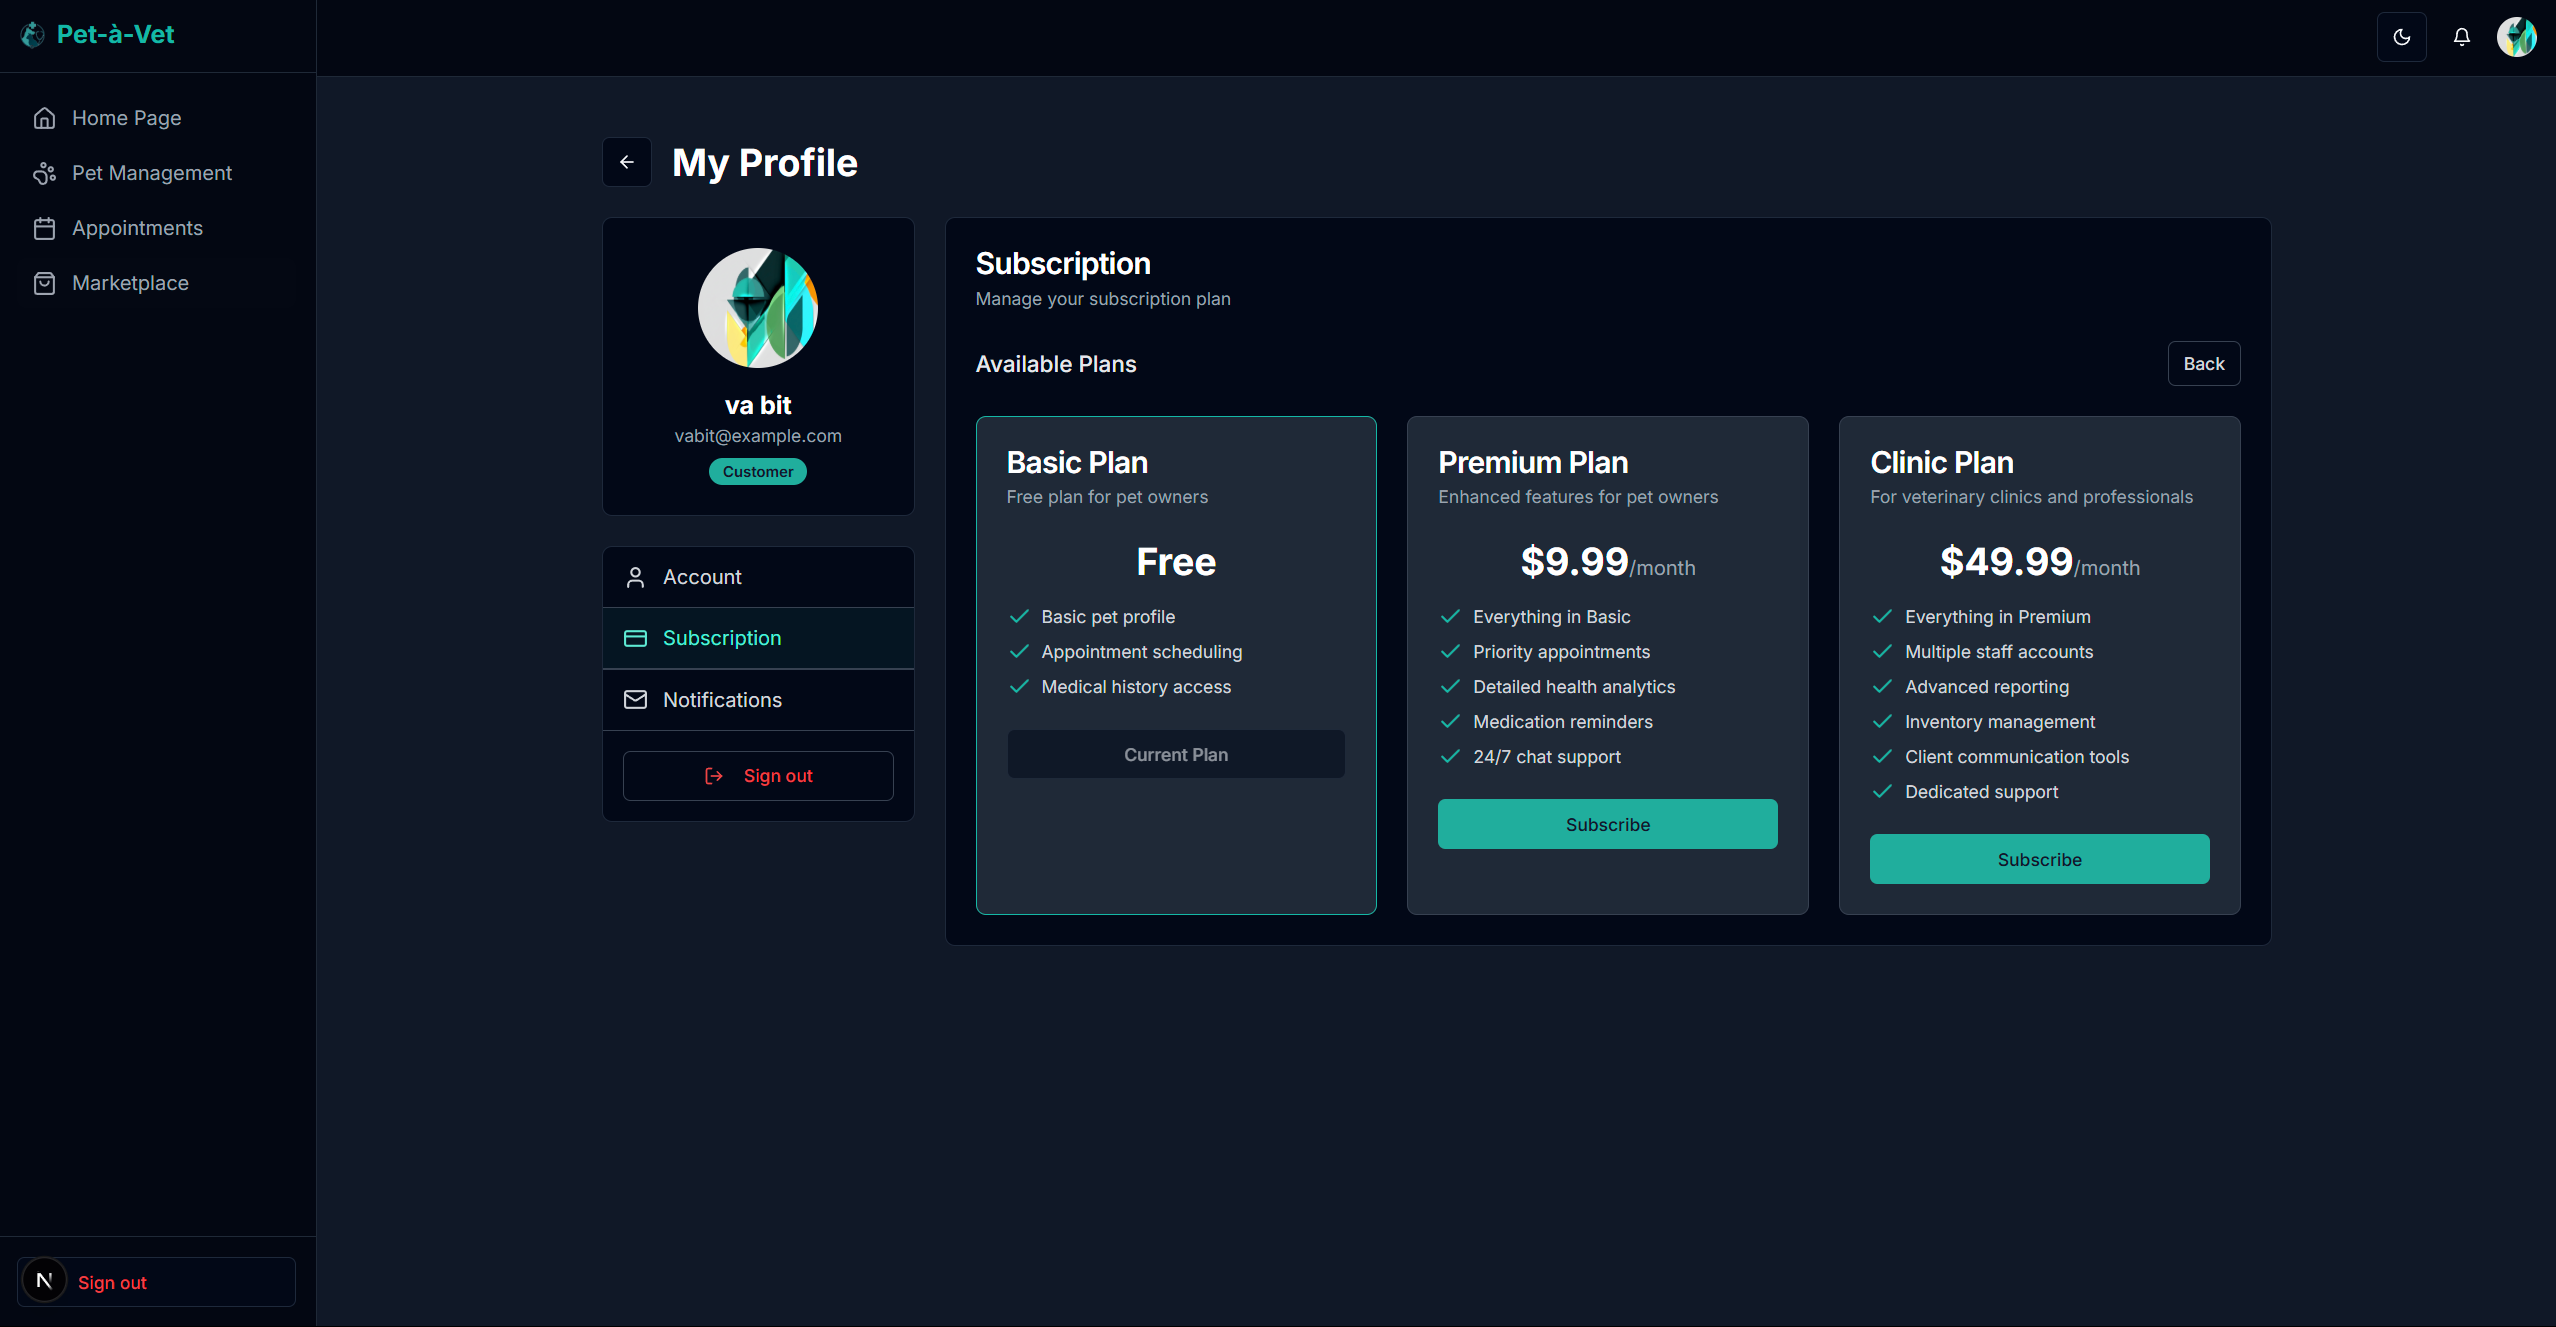 Pet-à-Vet
Home Page
Pet Management
Appointments
Marketplace
N
Sign out
My Profile
va bit
vabit@example.com
Customer
Account
Subscription
Notifications
Sign out
Subscription
Manage your subscription plan
Available Plans
Back
Basic Plan
Free plan for pet owners
Free
Basic pet profile
Appointment scheduling
Medical history access
Current Plan
Premium Plan
Enhanced features for pet owners
$9.99/month
Everything in Basic
Priority appointments
Detailed health analytics
Medication reminders
24/7 chat support
Subscribe
Clinic Plan
For veterinary clinics and professionals
$49.99/month
Everything in Premium
Multiple staff accounts
Advanced reporting
Inventory management
Client communication tools
Dedicated support
Subscribe